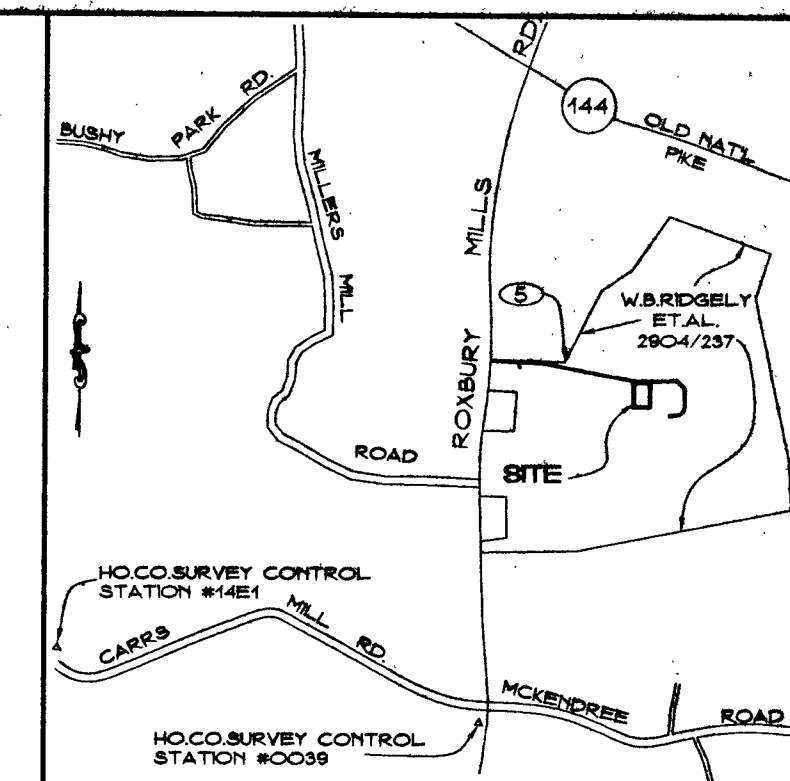 RD.
144
OLD NAT'L
PIKE
BUSHY PARK RD.
MILLERS MILL
ROAD
ROXBURY MILLS
5
W.B.RIDGELY
ET.AL.
2904/237
SITE
HO.CO.SURVEY CONTROL
STATION #14E1
CARRS MILL RD.
MCKENDREE ROAD
HO.CO.SURVEY CONTROL
STATION #0039